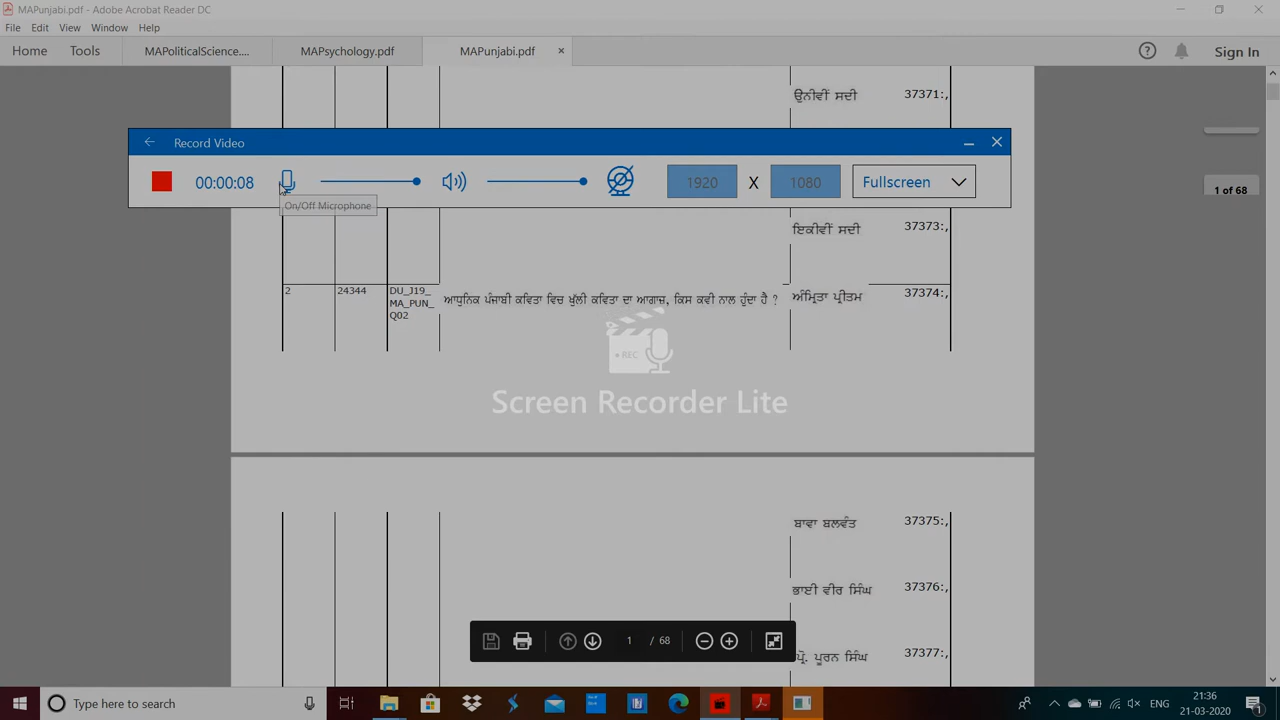 MAPunjabi.pdf - Adobe Acrobat Reader DC
File Edit View Window Help
Home Tools MAPoliticalScience.... MAPsychology.pdf MAPunjabi.pdf × Sign In
ਉਨੀਵੀਂ ਸਦੀ 37371:,
Record Video
00:00:08 1920 X 1080 Fullscreen
On/Off Microphone
1 of 68
ਇਕੀਵੀਂ ਸਦੀ 37373:,
2 24344 DU_J19_ ਆਧੁਨਿਕ ਪੰਜਾਬੀ ਕਵਿਤਾ ਵਿਚ ਖੁੱਲੀ ਕਵਿਤਾ ਦਾ ਆਗਾਜ਼, ਕਿਸ ਕਵੀ ਨਾਲ ਹੁੰਦਾ ਹੈ ? ਅੰਮ੍ਰਿਤਾ ਪ੍ਰੀਤਮ 37374:,
MA_PUN_
Q02
REC
Screen Recorder Lite
ਬਾਵਾ ਬਲਵੰਤ 37375:,
ਭਾਈ ਵੀਰ ਸਿੰਘ 37376:,
1 / 68
ਪ੍ਰੋ. ਪੂਰਨ ਸਿੰਘ 37377:,
Type here to search ENG 21:36
21-03-2020 1